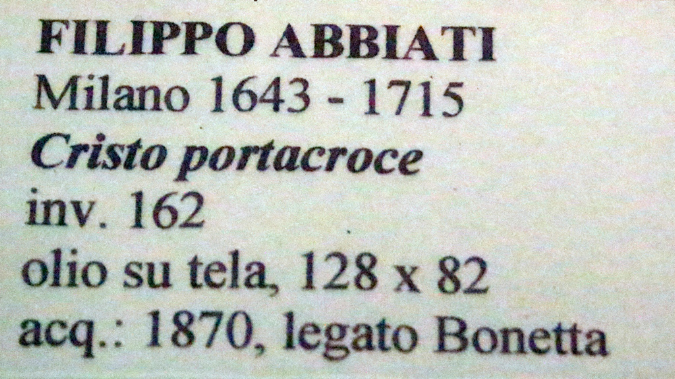 FILIPPO ABBIATI
Milano 1643 - 1715
Cristo portacroce
inv. 162
olio su tela, 128 x 82
acq.: 1870, legato Bonetta